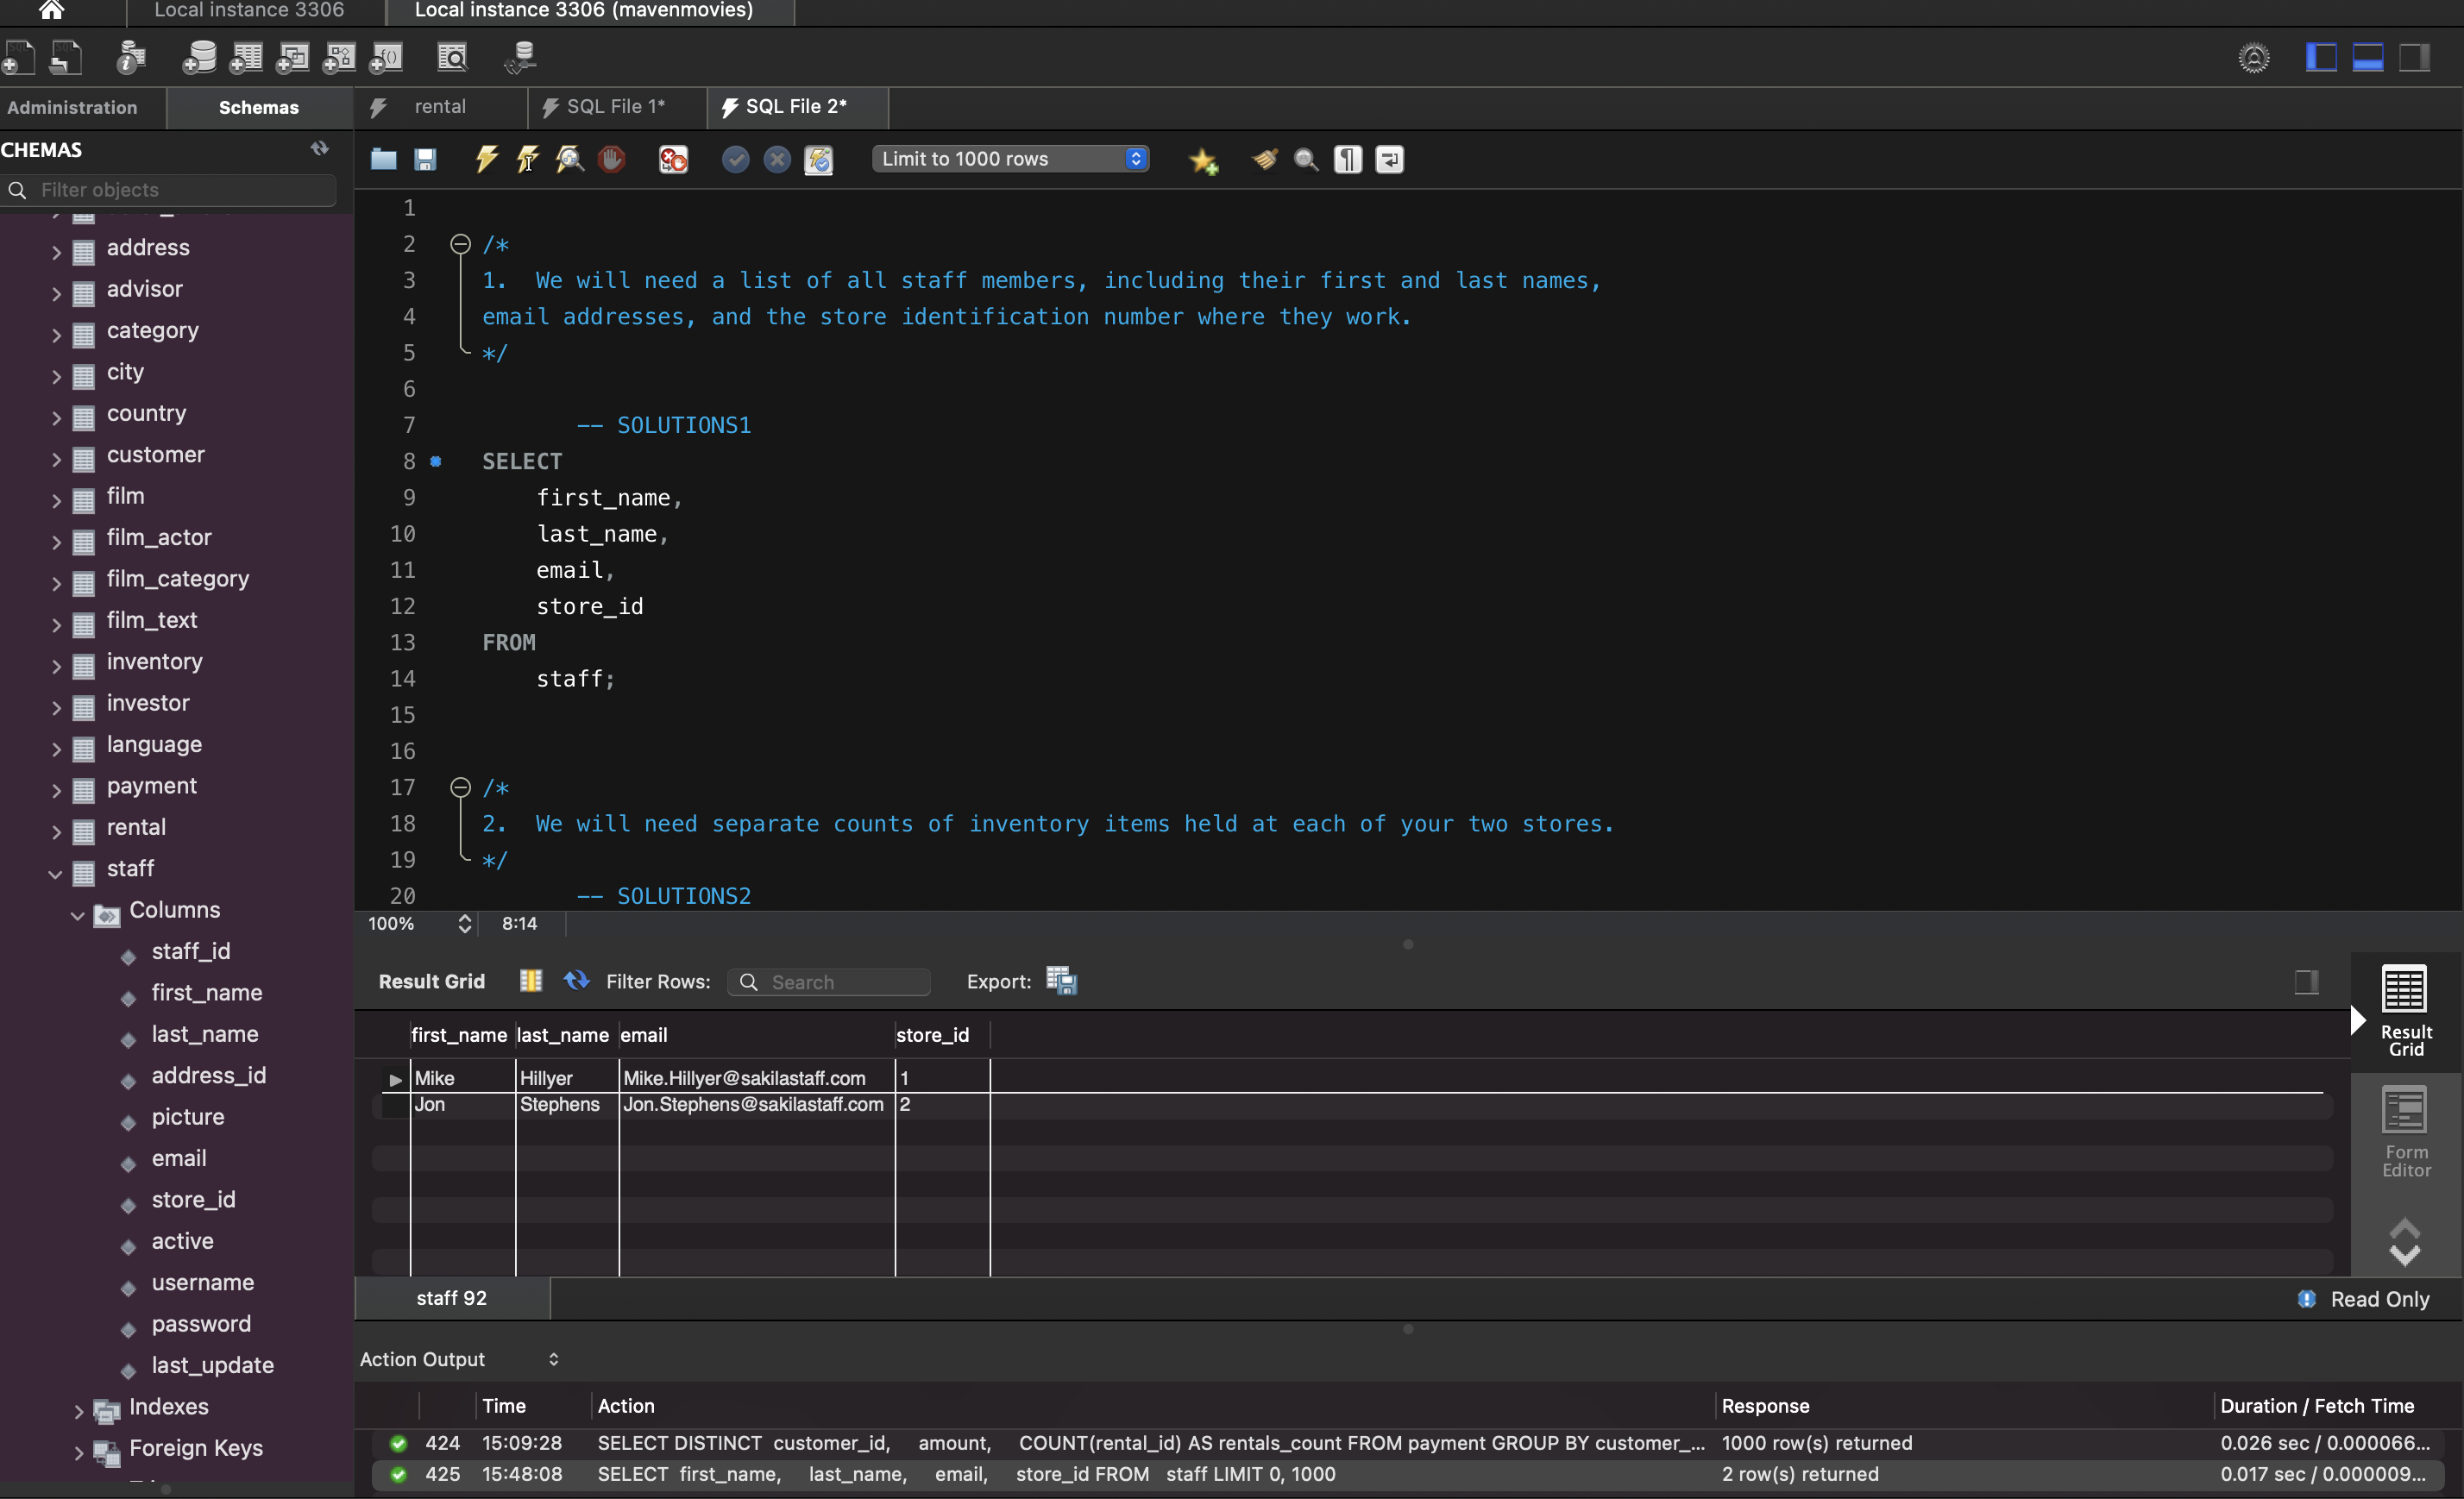 Local instance 3306
Local instance 3306 (mavenmovies)
Administration
Schemas
rental
SQL File 1*
SQL File 2*
CHEMAS
Filter objects
Limit to 1000 rows
address
advisor
category
city
country
customer
film
film_actor
film_category
film_text
inventory
investor
language
payment
rental
staff
Columns
staff_id
first_name
last_name
address_id
picture
email
store_id
active
username
password
last_update
Indexes
Foreign Keys
1
2 /*
3 1.  We will need a list of all staff members, including their first and last names,
4 email addresses, and the store identification number where they work.
5 */
6
7 -- SOLUTIONS1
8 SELECT
9 first_name,
10 last_name,
11 email,
12 store_id
13 FROM
14 staff;
15
16
17 /*
18 2.  We will need separate counts of inventory items held at each of your two stores.
19 */
20 -- SOLUTIONS2
100% 8:14
Result Grid Filter Rows: Search Export:
first_name last_name email store_id
Mike Hillyer Mike.Hillyer@sakilastaff.com 1
Jon Stephens Jon.Stephens@sakilastaff.com 2
Result
Grid
Form
Editor
staff 92
Read Only
Action Output
Time Action Response Duration / Fetch Time
424 15:09:28 SELECT DISTINCT customer_id, amount, COUNT(rental_id) AS rentals_count FROM payment GROUP BY customer_... 1000 row(s) returned 0.026 sec / 0.000066...
425 15:48:08 SELECT first_name, last_name, email, store_id FROM staff LIMIT 0, 1000 2 row(s) returned 0.017 sec / 0.000009...